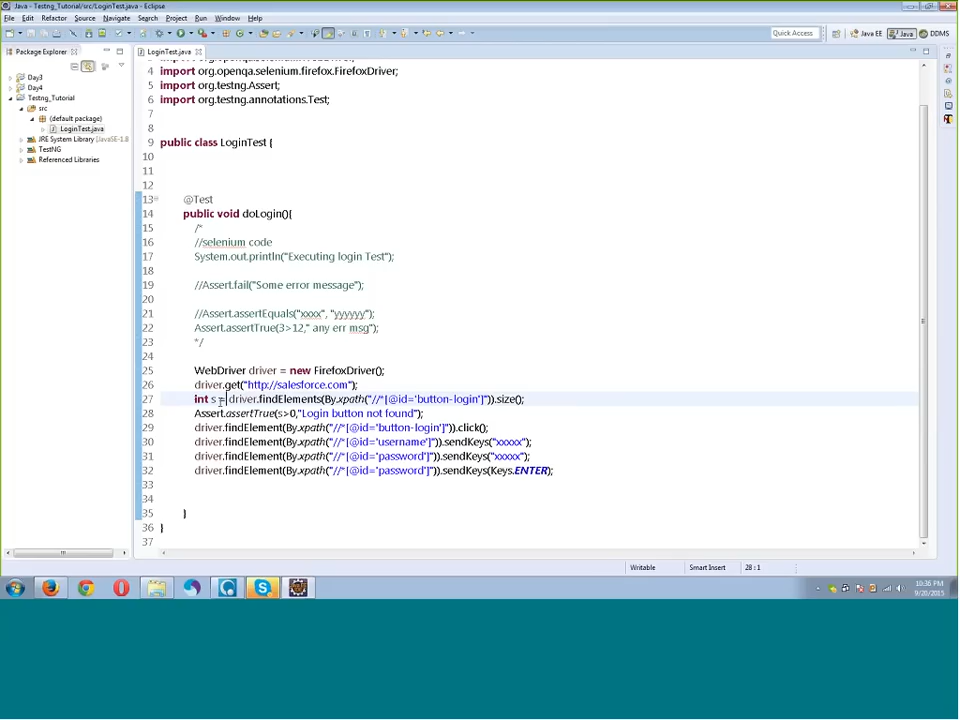 Java - Testng_Tutorial/src/LoginTest.java - Eclipse
File Edit Refactor Source Navigate Search Project Run Window Help
Quick Access Java EE Java DDMS
Package Explorer
LoginTest.java
Day3
Day4
Testng_Tutorial
src
(default package)
LoginTest.java
JRE System Library [JavaSE-1.8
TestNG
Referenced Libraries
4 import org.openqa.selenium.firefox.FirefoxDriver;
5 import org.testng.Assert;
6 import org.testng.annotations.Test;
7
8
9 public class LoginTest {
10
11
12
13 @Test
14 public void doLogin(){
15 /*
16 //selenium code
17 System.out.println("Executing login Test");
18
19 //Assert.fail("Some error message");
20
21 //Assert.assertEquals("xxxx", "yyyyyy");
22 Assert.assertTrue(3>12," any err msg");
23 */
24
25 WebDriver driver = new FirefoxDriver();
26 driver.get("http://salesforce.com");
27 int s = driver.findElements(By.xpath("//*[@id='button-login']")).size();
28 Assert.assertTrue(s>0,"Login button not found");
29 driver.findElement(By.xpath("//*[@id='button-login']")).click();
30 driver.findElement(By.xpath("//*[@id='username']")).sendKeys("xxxxx");
31 driver.findElement(By.xpath("//*[@id='password']")).sendKeys("xxxxx");
32 driver.findElement(By.xpath("//*[@id='password']")).sendKeys(Keys.ENTER);
33
34
35 }
36 }
37
Writable Smart Insert 28 : 1
10:36 PM
9/20/2015